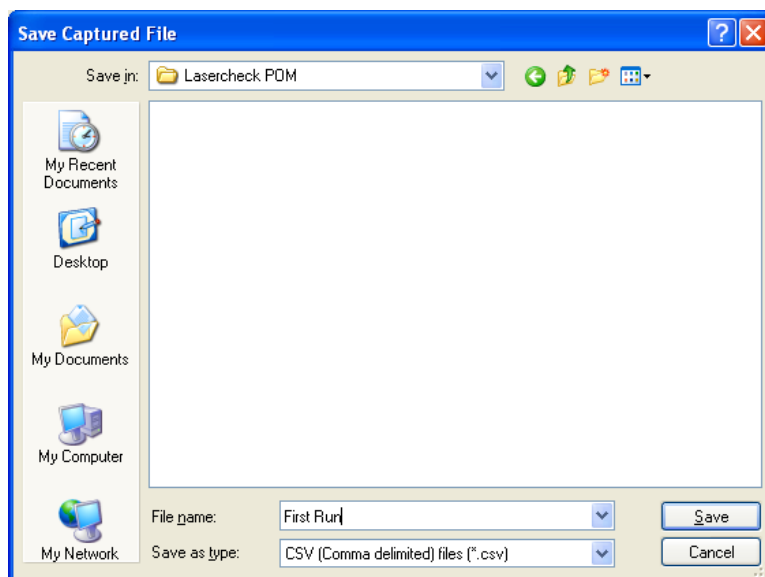 Save Captured File
Save in:
Lasercheck POM
My Recent
Documents
Desktop
My Documents
My Computer
My Network
File name:
First Run
Save
Save as type:
CSV (Comma delimited) files (*.csv)
Cancel